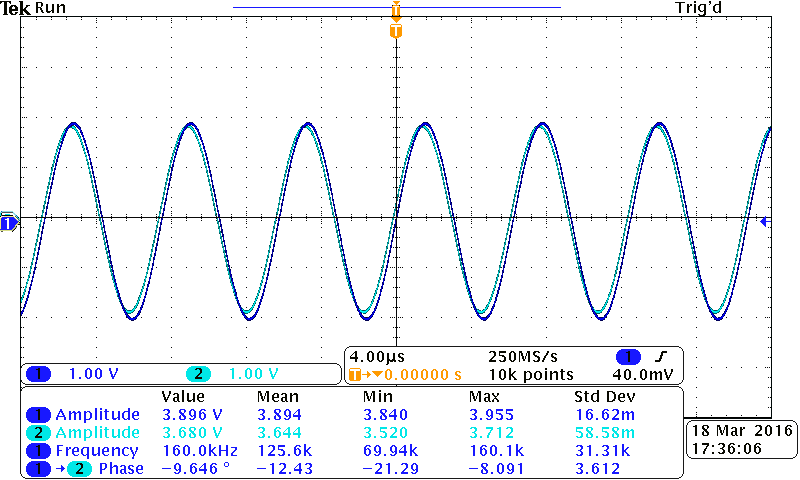 Tek Run Trig'd
T
T
1
1 1.00 V 2 1.00 V
4.00µs 250MS/s 1
T→▼0.00000 s 10k points 40.0mV
Value Mean Min Max Std Dev
1 Amplitude 3.896 V 3.894 3.840 3.955 16.62m
2 Amplitude 3.680 V 3.644 3.520 3.712 58.58m
1 Frequency 160.0kHz 125.6k 69.94k 160.1k 31.31k
1 → 2 Phase −9.646 ° −12.43 −21.29 −8.091 3.612
18 Mar 2016
17:36:06